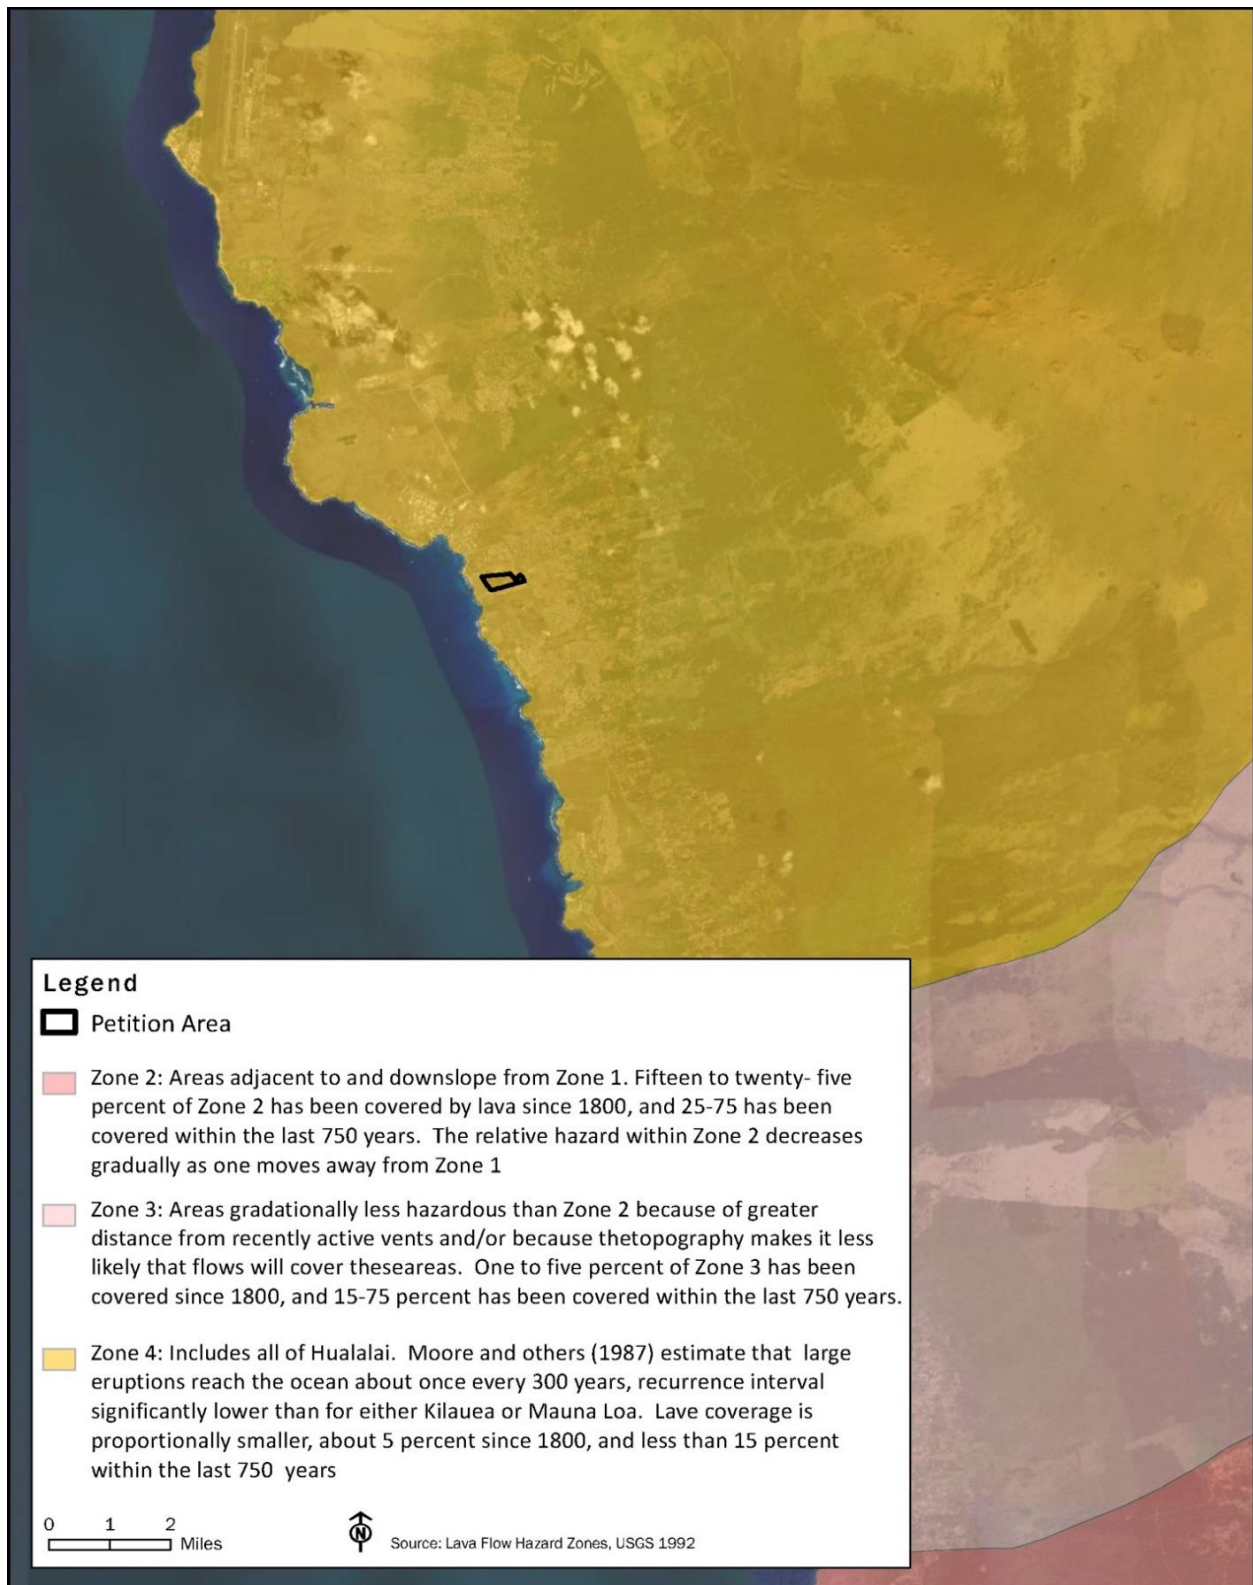 Legend
Petition Area
Zone 2: Areas adjacent to and downslope from Zone 1. Fifteen to twenty- five
percent of Zone 2 has been covered by lava since 1800, and 25-75 has been
covered within the last 750 years. The relative hazard within Zone 2 decreases
gradually as one moves away from Zone 1
Zone 3: Areas gradationally less hazardous than Zone 2 because of greater
distance from recently active vents and/or because thetopography makes it less
likely that flows will cover theseareas. One to five percent of Zone 3 has been
covered since 1800, and 15-75 percent has been covered within the last 750 years.
Zone 4: Includes all of Hualalai. Moore and others (1987) estimate that large
eruptions reach the ocean about once every 300 years, recurrence interval
significantly lower than for either Kilauea or Mauna Loa. Lave coverage is
proportionally smaller, about 5 percent since 1800, and less than 15 percent
within the last 750 years
0 1 2
Miles
N
Source: Lava Flow Hazard Zones, USGS 1992